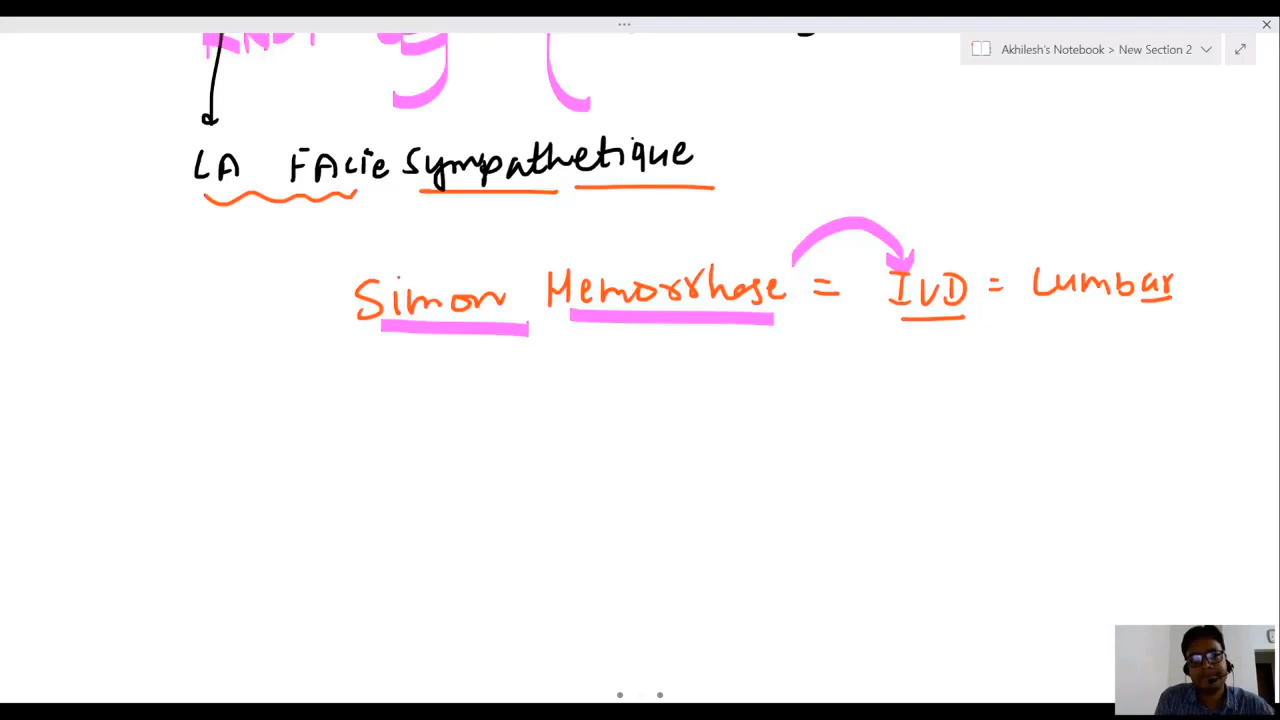 Akhilesh's Notebook > New Section 2
LA FAcie sympathetique
Simon Hemorrhage = IVD = Lumbar